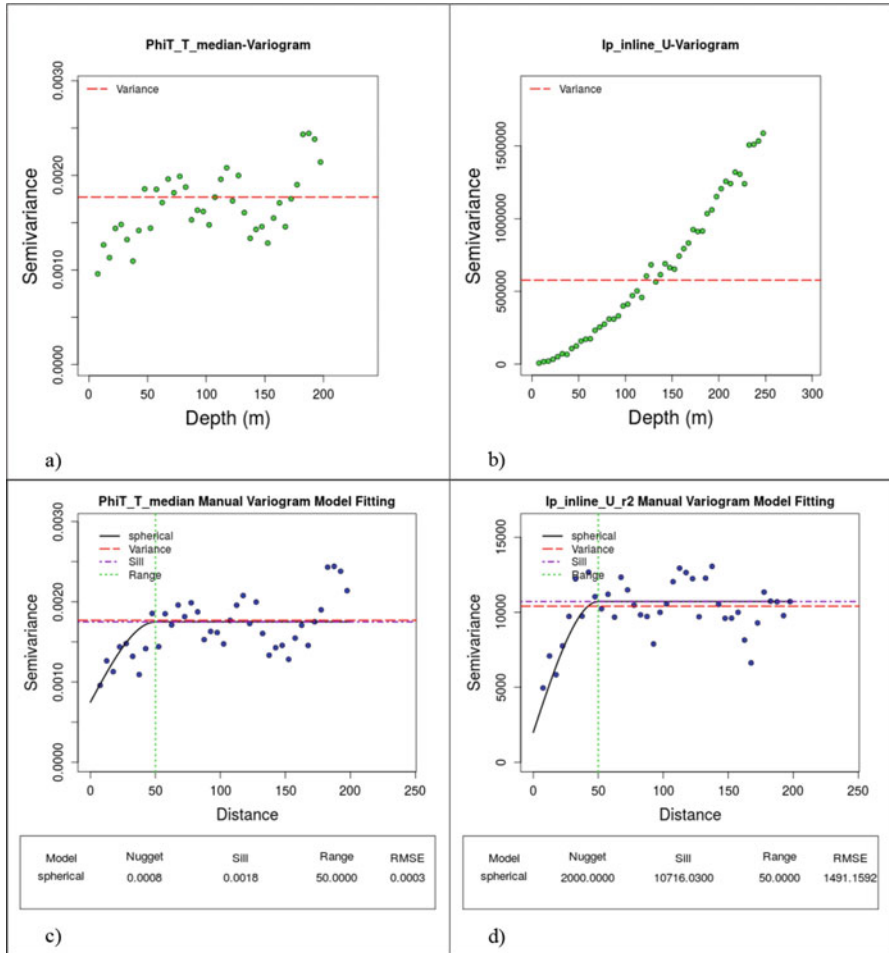 PhiT_T_median-Variogram
Variance
Semivariance
0.0000 0.0010 0.0020 0.0030
0 50 100 150 200
Depth (m)
a)
Ip_inline_U-Variogram
Variance
Semivariance
0 500000 1000000 1500000
0 50 100 150 200 250 300
Depth (m)
b)
PhiT_T_median Manual Variogram Model Fitting
spherical
Variance
Sill
Range
Semivariance
0.0000 0.0010 0.0020 0.0030
0 50 100 150 200 250
Distance
Model Nugget Sill Range RMSE
spherical 0.0008 0.0018 50.0000 0.0003
c)
Ip_inline_U_r2 Manual Variogram Model Fitting
spherical
Variance
Sill
Range
Semivariance
0 5000 10000 15000
0 50 100 150 200 250
Distance
Model Nugget Sill Range RMSE
spherical 2000.0000 10716.0300 50.0000 1491.1592
d)